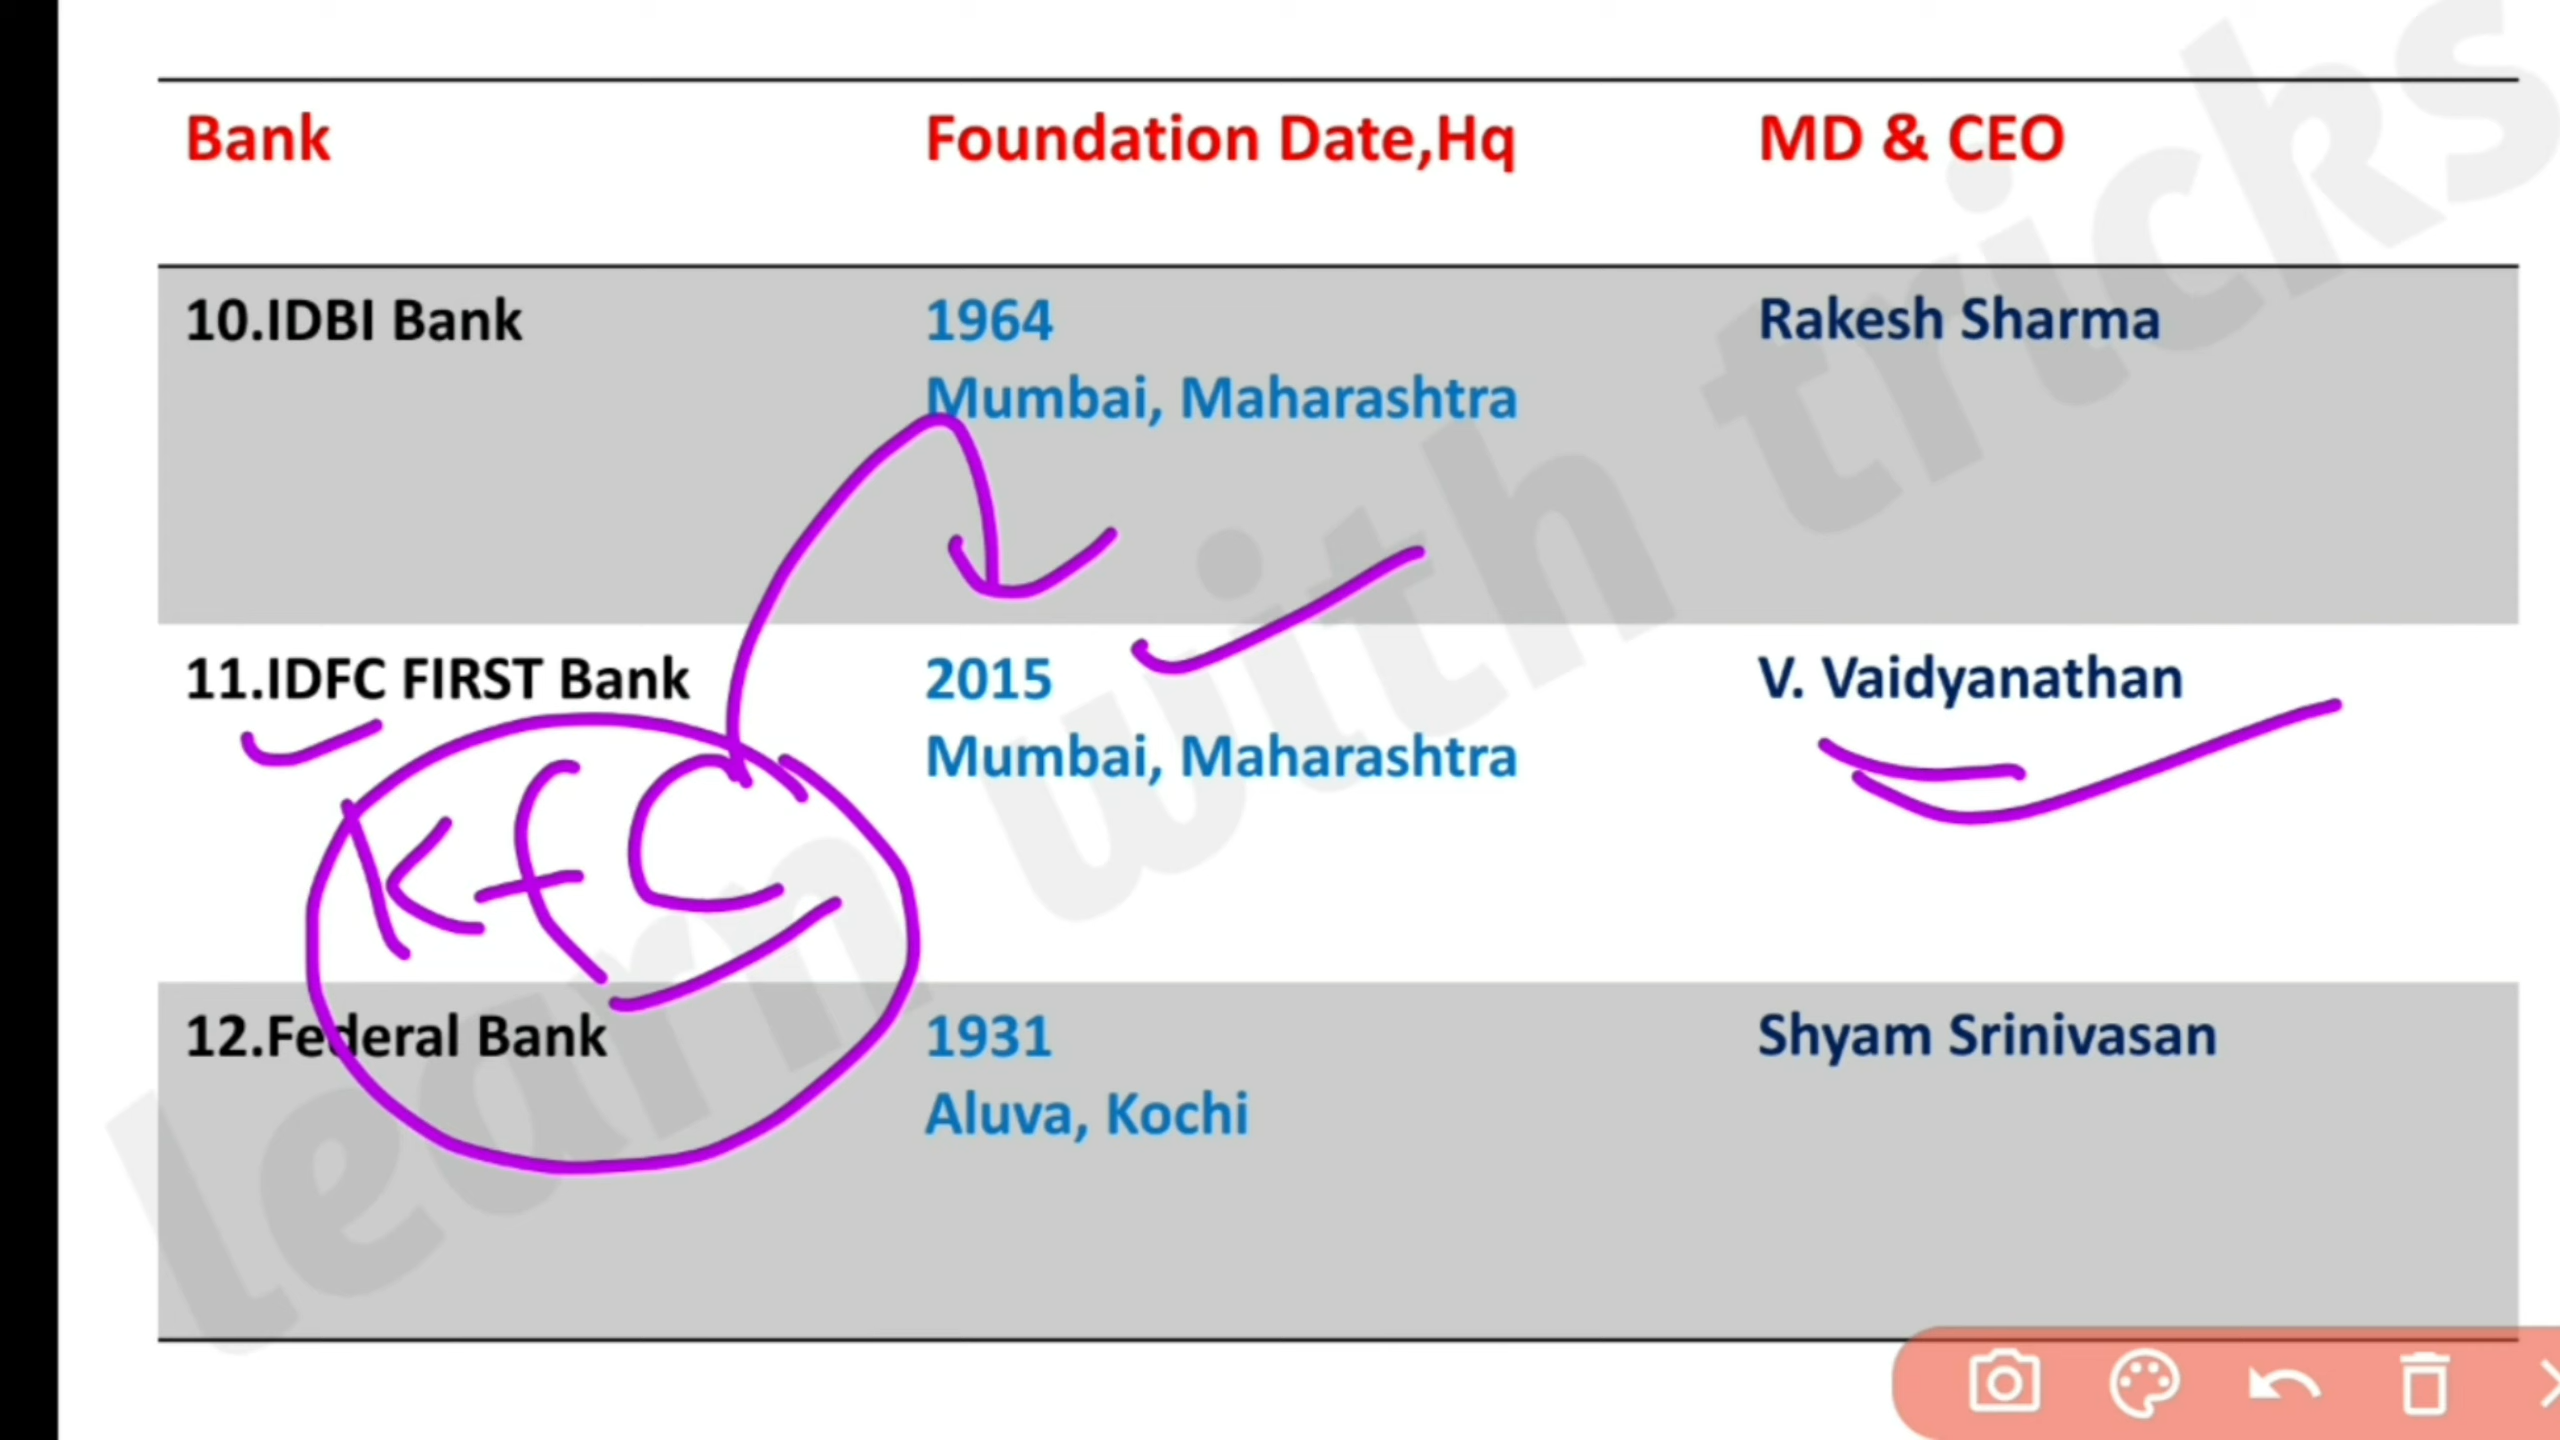 Bank Foundation Date,Hq MD & CEO
10.IDBI Bank 1964 Rakesh Sharma
Mumbai, Maharashtra
11.IDFC FIRST Bank 2015 V. Vaidyanathan
Mumbai, Maharashtra
KfC
12.Federal Bank 1931 Shyam Srinivasan
Aluva, Kochi
learn with tricks